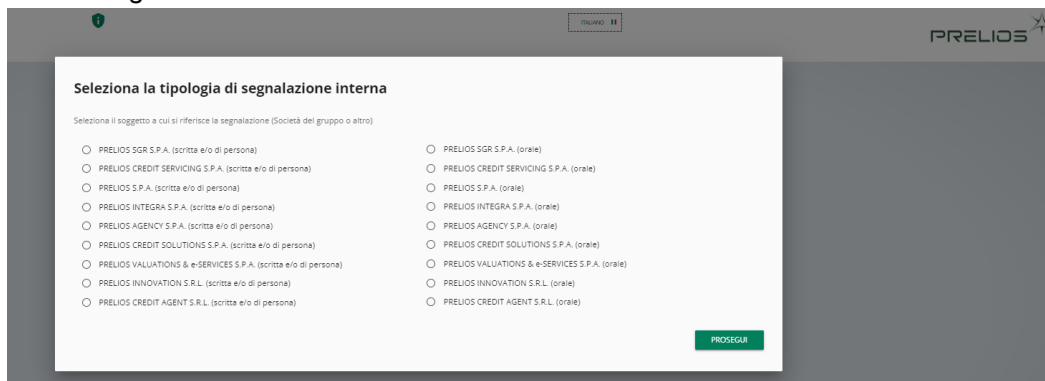 ITALIANO
PRELIOS
Seleziona la tipologia di segnalazione interna
Seleziona il soggetto a cui si riferisce la segnalazione (Società del gruppo o altro)
PRELIOS SGR S.P.A. (scritta e/o di persona)
PRELIOS SGR S.P.A. (orale)
PRELIOS CREDIT SERVICING S.P.A. (scritta e/o di persona)
PRELIOS CREDIT SERVICING S.P.A. (orale)
PRELIOS S.P.A. (scritta e/o di persona)
PRELIOS S.P.A. (orale)
PRELIOS INTEGRA S.P.A. (scritta e/o di persona)
PRELIOS INTEGRA S.P.A. (orale)
PRELIOS AGENCY S.P.A. (scritta e/o di persona)
PRELIOS AGENCY S.P.A. (orale)
PRELIOS CREDIT SOLUTIONS S.P.A. (scritta e/o di persona)
PRELIOS CREDIT SOLUTIONS S.P.A. (orale)
PRELIOS VALUATIONS & e-SERVICES S.P.A. (scritta e/o di persona)
PRELIOS VALUATIONS & e-SERVICES S.P.A. (orale)
PRELIOS INNOVATION S.R.L. (scritta e/o di persona)
PRELIOS INNOVATION S.R.L. (orale)
PRELIOS CREDIT AGENT S.R.L. (scritta e/o di persona)
PRELIOS CREDIT AGENT S.R.L. (orale)
PROSEGUI